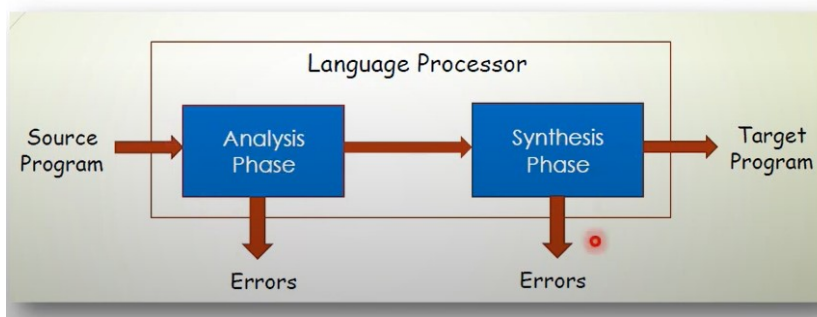 Language Processor
Source
Program
Analysis
Phase
Synthesis
Phase
Target
Program
Errors
Errors